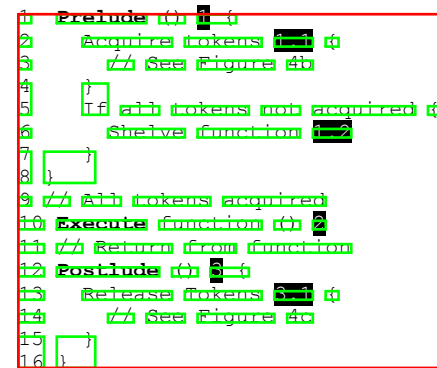 1 Prelude () 1 {
2 Acquire tokens 1.1 {
3 // See Figure 4b
4 }
5 If all tokens not acquired {
6 Shelve function 1.2
7 }
8 }
9 // All tokens acquired
10 Execute function () 2
11 // Return from function
12 Postlude () 3 {
13 Release Tokens 3.1 {
14 // See Figure 4c
15 }
16 }